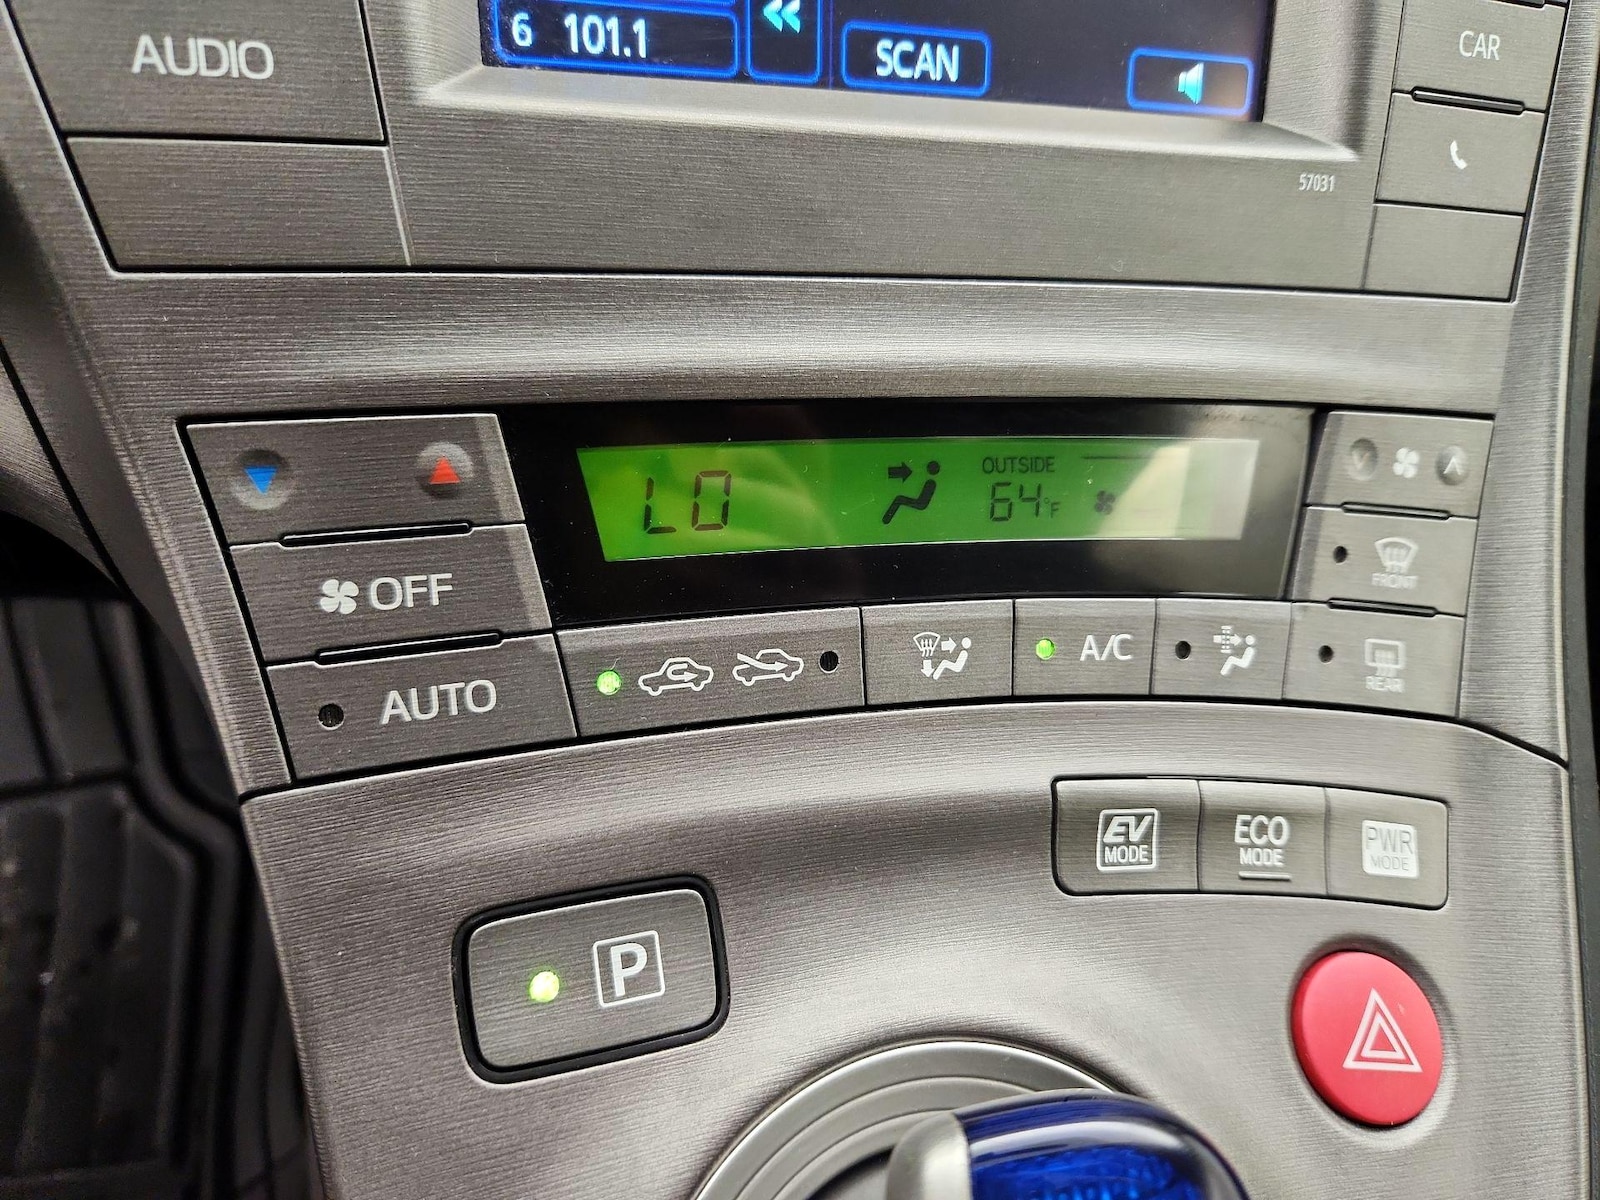 AUDIO
6 101.1
SCAN
CAR
57031
LO
OUTSIDE
64°F
OFF
FRONT
AUTO
A/C
REAR
EV
MODE
ECO
MODE
PWR
MODE
P